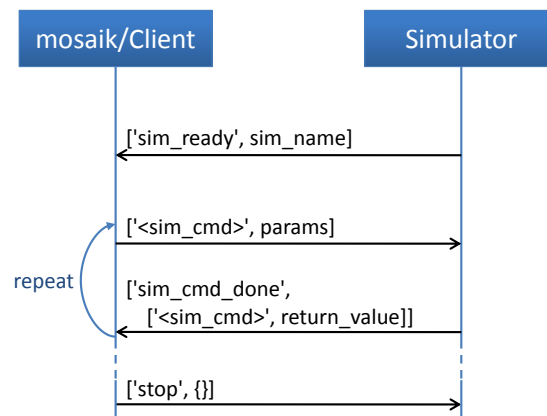 mosaik/Client
Simulator
['sim_ready', sim_name]
['<sim_cmd>', params]
repeat
['sim_cmd_done',
['<sim_cmd>', return_value]]
['stop', {}]